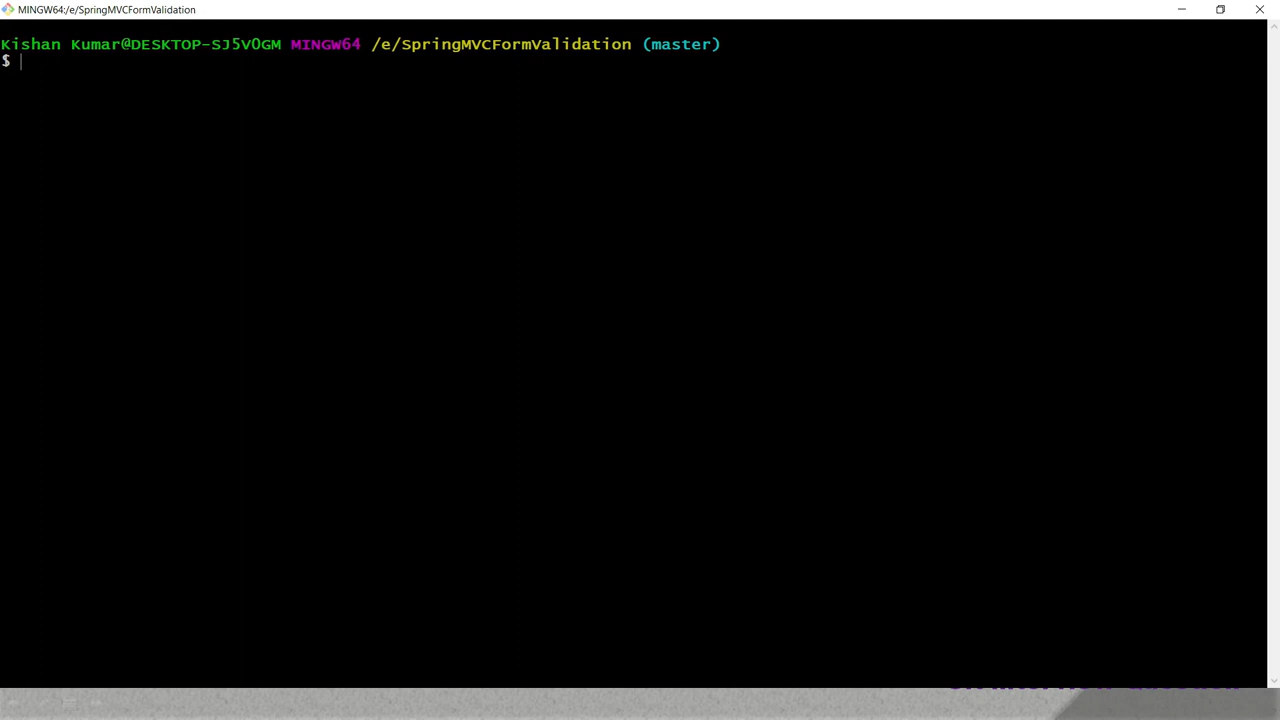 MINGW64:/e/SpringMVCFormValidation
Kishan Kumar@DESKTOP-SJ5V0GM MINGW64 /e/SpringMVCFormValidation (master)
$